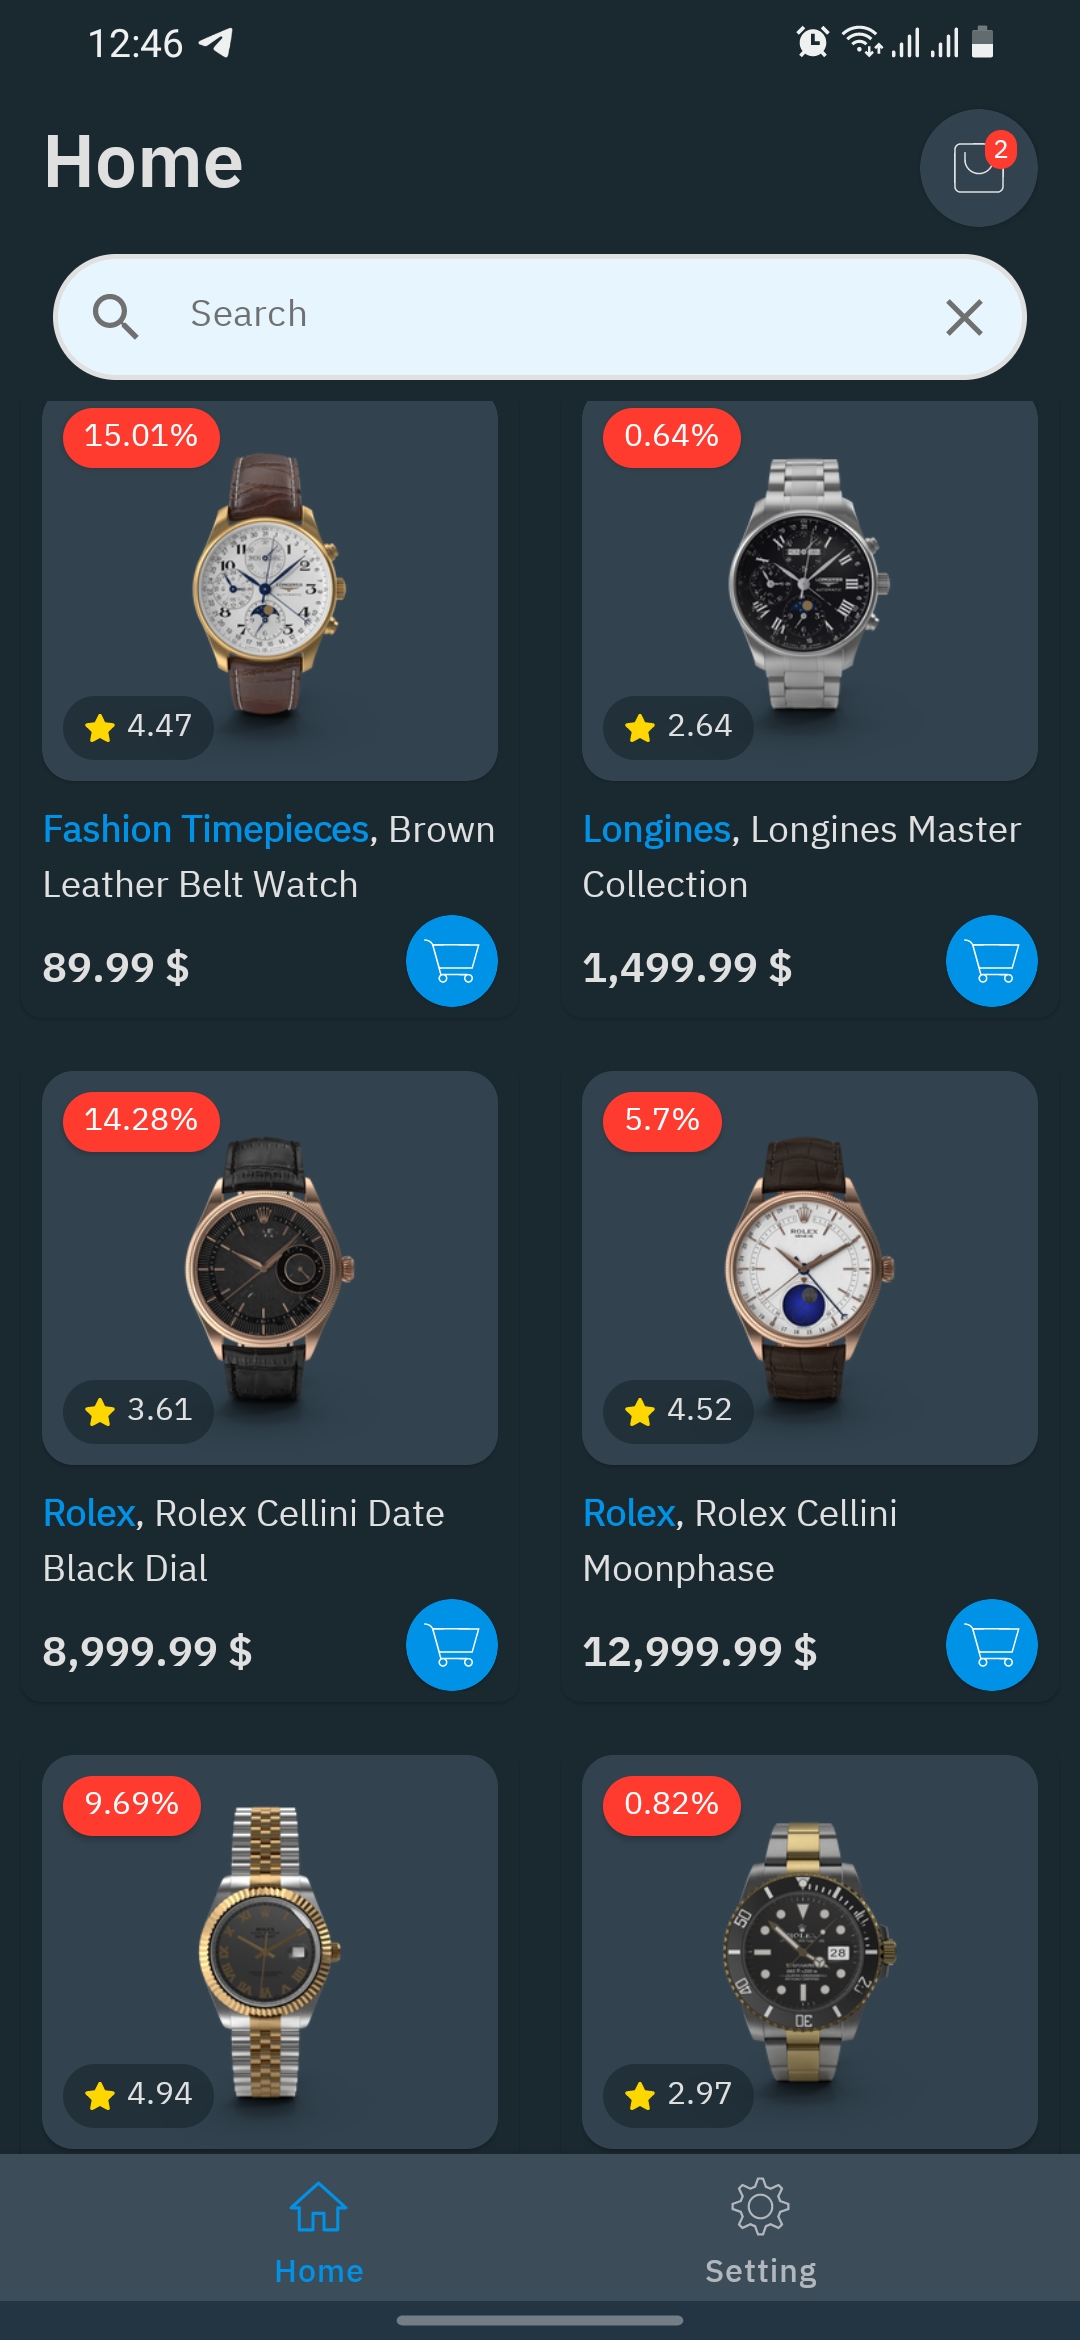 12:46
Home
2
Search
15.01%
0.64%
4.47
2.64
Fashion Timepieces, Brown
Leather Belt Watch
Longines, Longines Master
Collection
89.99 $
1,499.99 $
14.28%
5.7%
ROLEX
3.61
4.52
Rolex, Rolex Cellini Date
Black Dial
Rolex, Rolex Cellini
Moonphase
8,999.99 $
12,999.99 $
9.69%
0.82%
28
4.94
2.97
Home
Setting